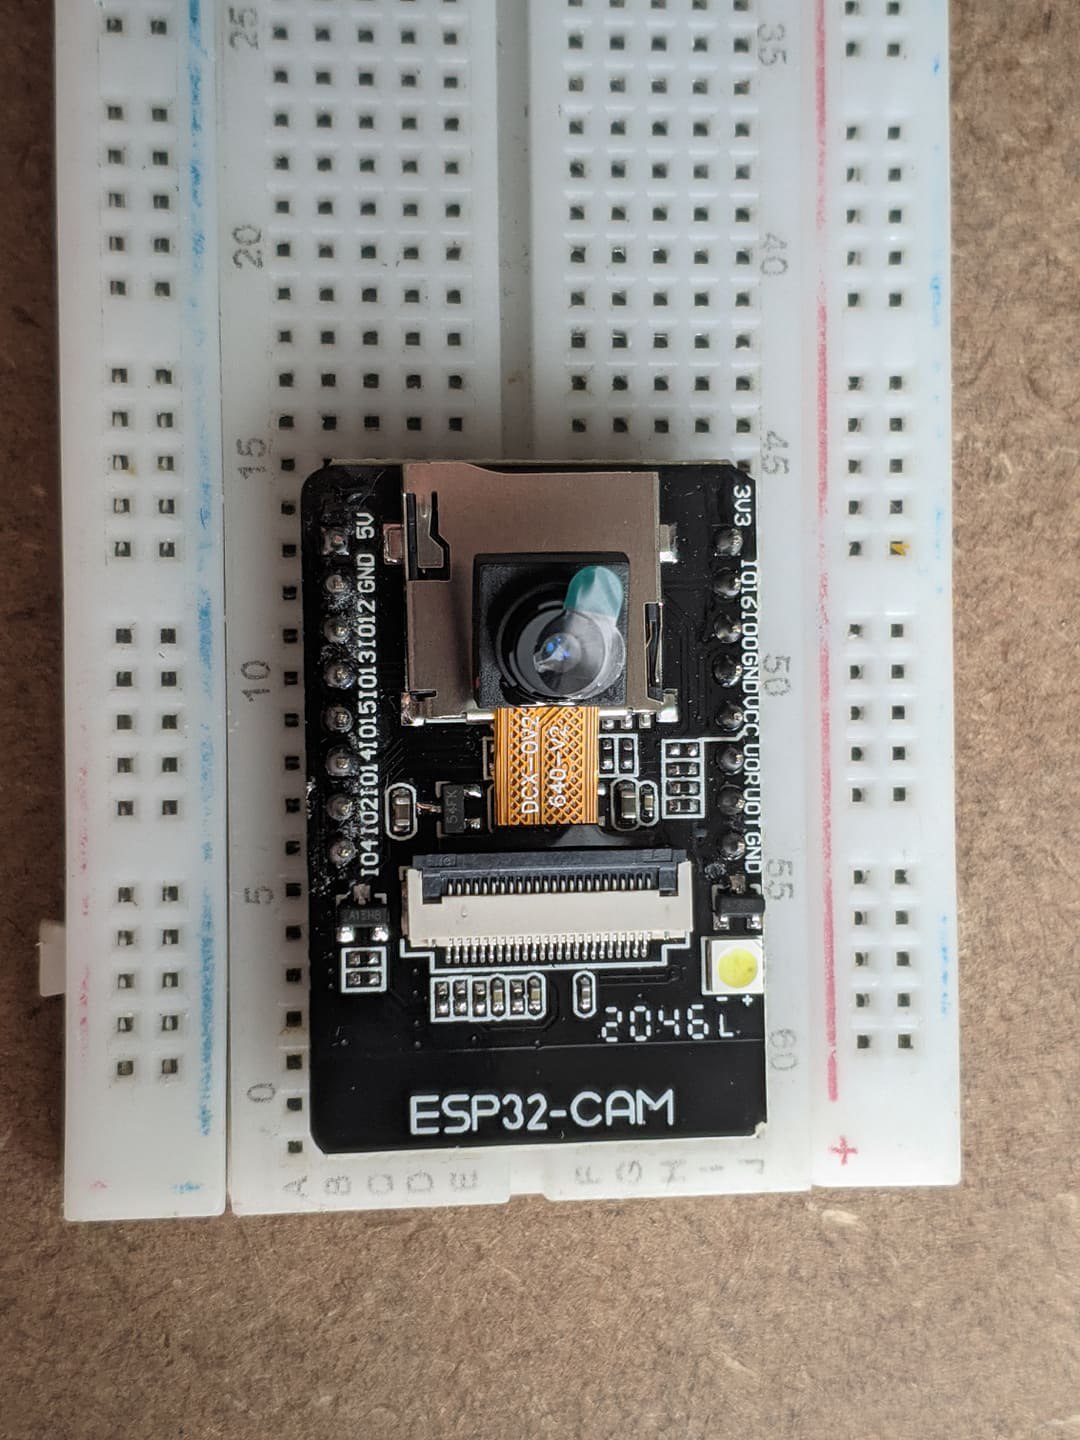 25
35
20
40
15
45
5V
GND
IO12
IO13
IO15
IO14
IO2
IO4
3V3
IO16
IO0
GND
VCC
UOR
UOT
GND
10
50
DCX-OV2
640-V2
54FK
5
55
2046L
- +
60
0
ESP32-CAM
A B C D E F G H I J
+